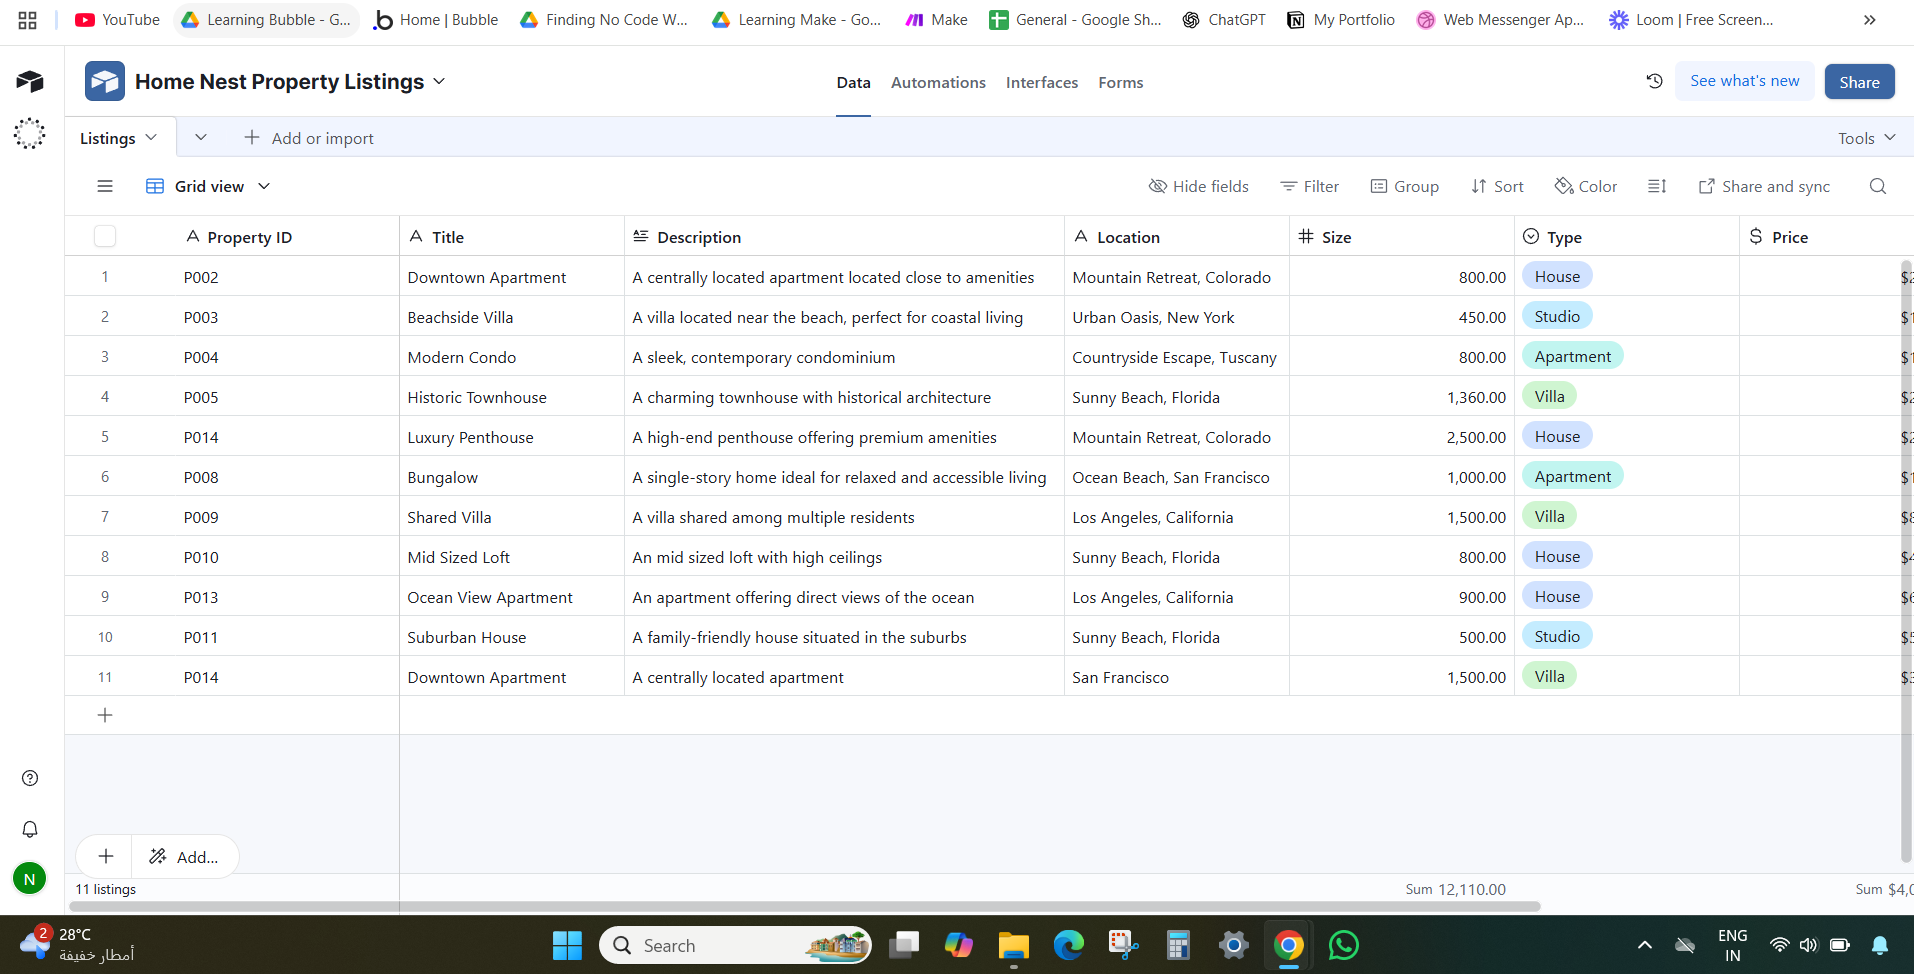 YouTube Learning Bubble - G... Home | Bubble Finding No Code W... Learning Make - Go... Make General - Google Sh... ChatGPT My Portfolio Web Messenger Ap... Loom | Free Screen...
Home Nest Property Listings Data Automations Interfaces Forms See what's new Share
Listings Add or import Tools
Grid view Hide fields Filter Group Sort Color Share and sync
Property ID Title Description Location Size Type Price
1 P002 Downtown Apartment A centrally located apartment located close to amenities Mountain Retreat, Colorado 800.00 House $2
2 P003 Beachside Villa A villa located near the beach, perfect for coastal living Urban Oasis, New York 450.00 Studio $1
3 P004 Modern Condo A sleek, contemporary condominium Countryside Escape, Tuscany 800.00 Apartment $1
4 P005 Historic Townhouse A charming townhouse with historical architecture Sunny Beach, Florida 1,360.00 Villa $2
5 P014 Luxury Penthouse A high-end penthouse offering premium amenities Mountain Retreat, Colorado 2,500.00 House $2
6 P008 Bungalow A single-story home ideal for relaxed and accessible living Ocean Beach, San Francisco 1,000.00 Apartment $1
7 P009 Shared Villa A villa shared among multiple residents Los Angeles, California 1,500.00 Villa $8
8 P010 Mid Sized Loft An mid sized loft with high ceilings Sunny Beach, Florida 800.00 House $4
9 P013 Ocean View Apartment An apartment offering direct views of the ocean Los Angeles, California 900.00 House $6
10 P011 Suburban House A family-friendly house situated in the suburbs Sunny Beach, Florida 500.00 Studio $5
11 P014 Downtown Apartment A centrally located apartment San Francisco 1,500.00 Villa $3
Add...
N
11 listings Sum 12,110.00 Sum $4,0
2 28°C Search ENG
أمطار خفيفة IN